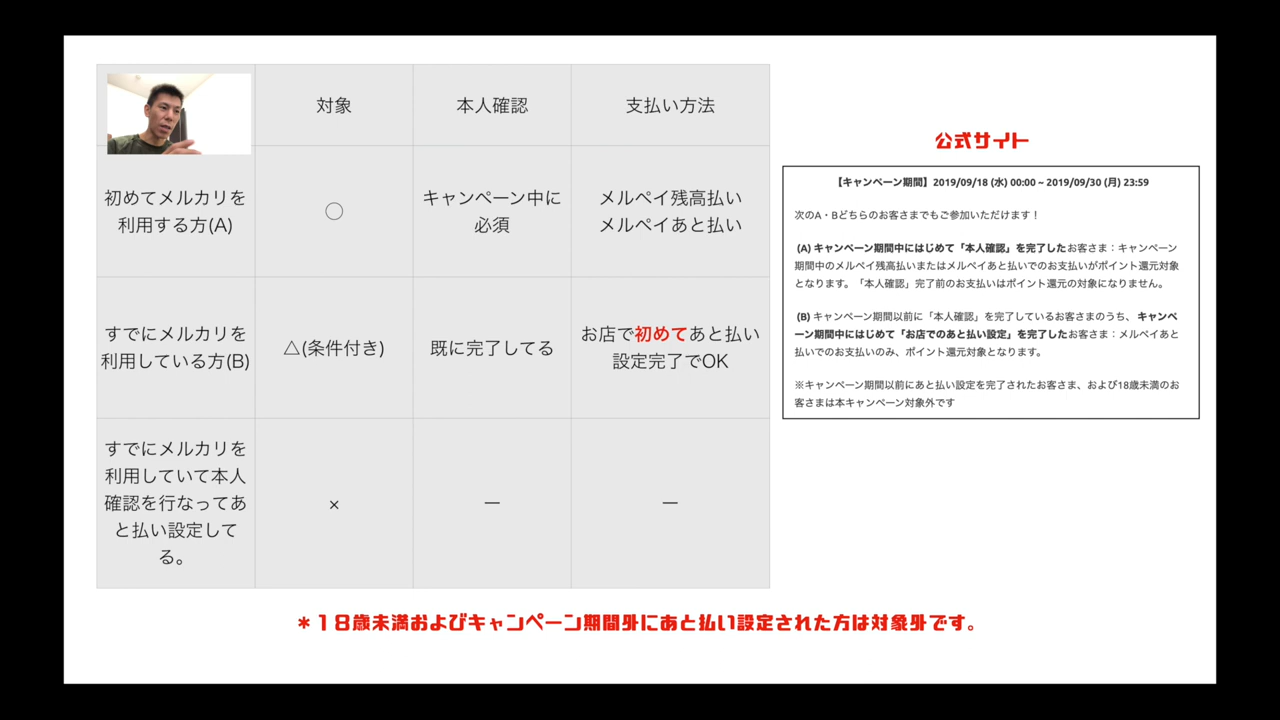 対象
本人確認
支払い方法
初めてメルカリを
利用する方(A)
○
キャンペーン中に
必須
メルペイ残高払い
メルペイあと払い
すでにメルカリを
利用している方(B)
△(条件付き)
既に完了してる
お店で初めてあと払い
設定完了でOK
すでにメルカリを
利用していて本人
確認を行なってあ
と払い設定して
る。
×
—
—
公式サイト
【キャンペーン期間】2019/09/18 (水) 00:00 ~ 2019/09/30 (月) 23:59
次のA・Bどちらのお客さまでもご参加いただけます！
(A) キャンペーン期間中にはじめて「本人確認」を完了したお客さま：キャンペーン
期間中のメルペイ残高払いまたはメルペイあと払いでのお支払いがポイント還元対象
となります。「本人確認」完了前のお支払いはポイント還元の対象になりません。
(B) キャンペーン期間以前に「本人確認」を完了しているお客さまのうち、キャンペ
ーン期間中にはじめて「お店でのあと払い設定」を完了したお客さま：メルペイあと
払いでのお支払いのみ、ポイント還元対象となります。
※キャンペーン期間以前にあと払い設定を完了されたお客さま、および18歳未満のお
客さまは本キャンペーン対象外です
＊１８歳未満およびキャンペーン期間外にあと払い設定された方は対象外です。